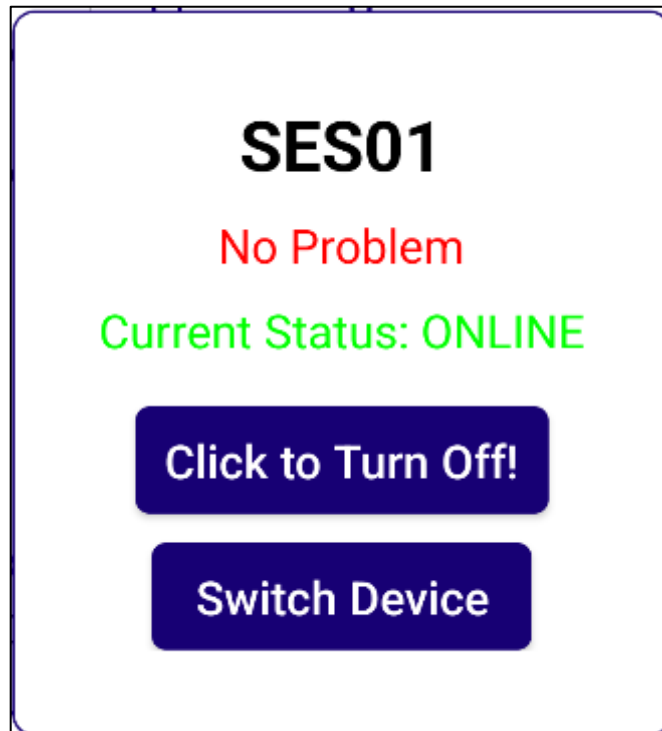 SES01
No Problem
Current Status: ONLINE
Click to Turn Off!
Switch Device